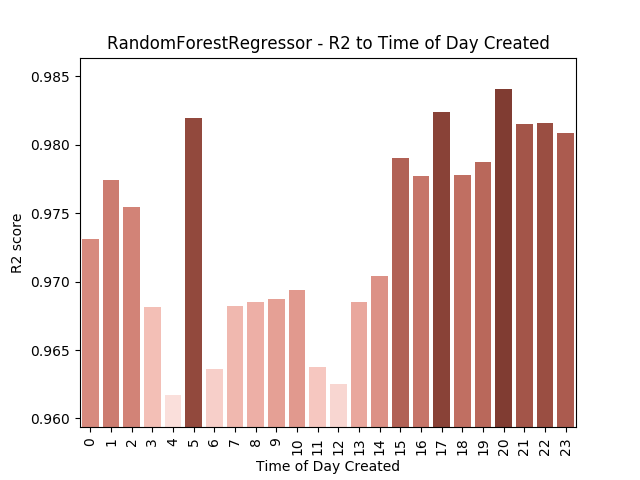 RandomForestRegressor - R2 to Time of Day Created
0.985
0.980
0.975
0.970
0.965
0.960
R2 score
0 1 2 3 4 5 6 7 8 9 10 11 12 13 14 15 16 17 18 19 20 21 22 23
Time of Day Created